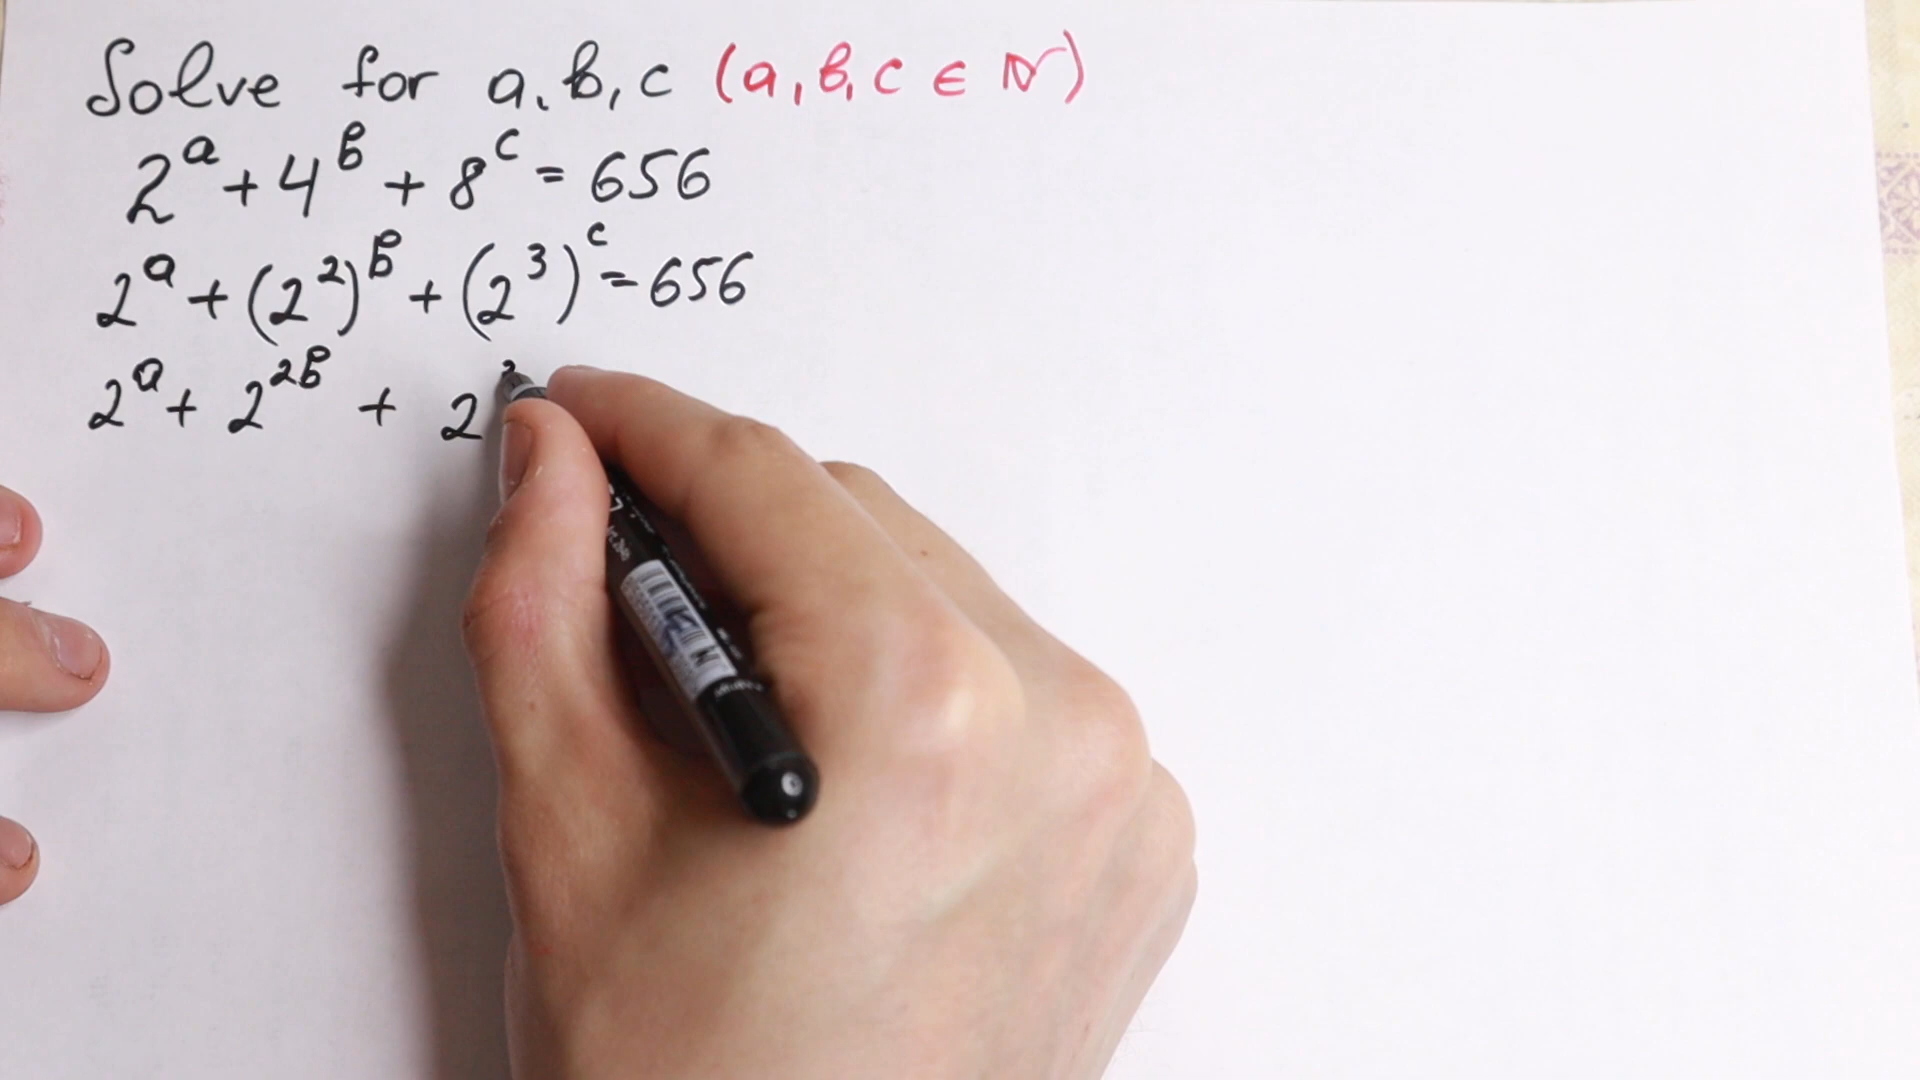 Solve for a, b, c (a, b, c ∈ ℕ)
2^a + 4^b + 8^c = 656
2^a + (2^2)^b + (2^3)^c = 656
2^a + 2^2b + 2